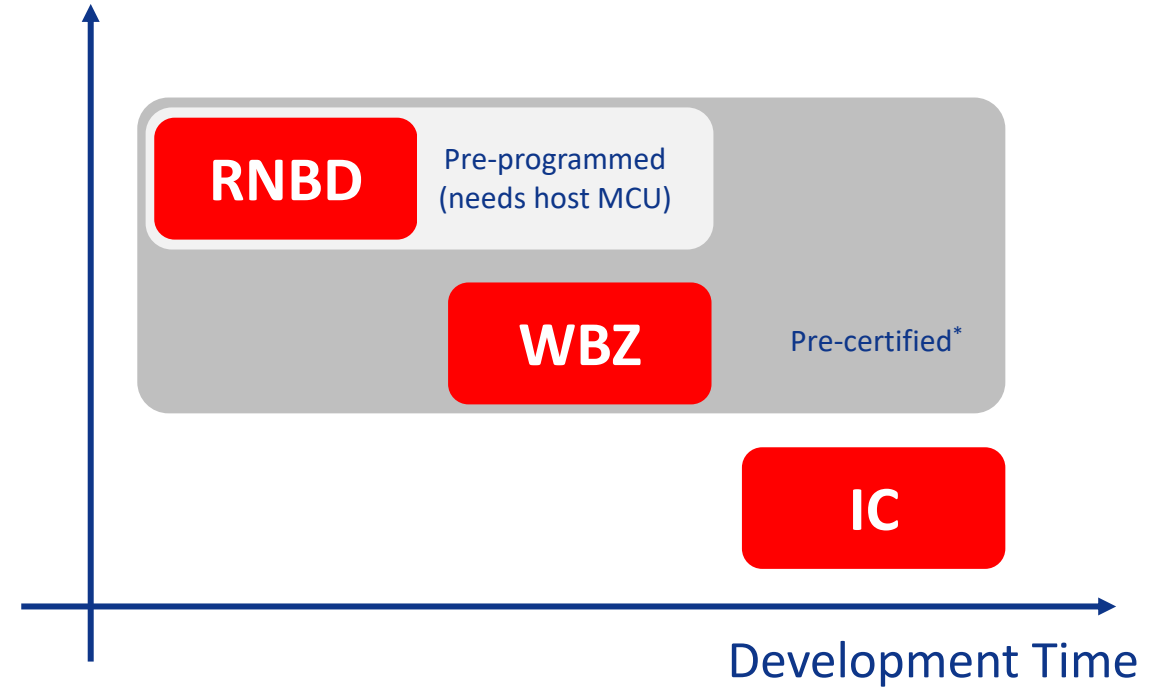 RNBD
Pre-programmed
(needs host MCU)
WBZ
Pre-certified*
IC
Development Time